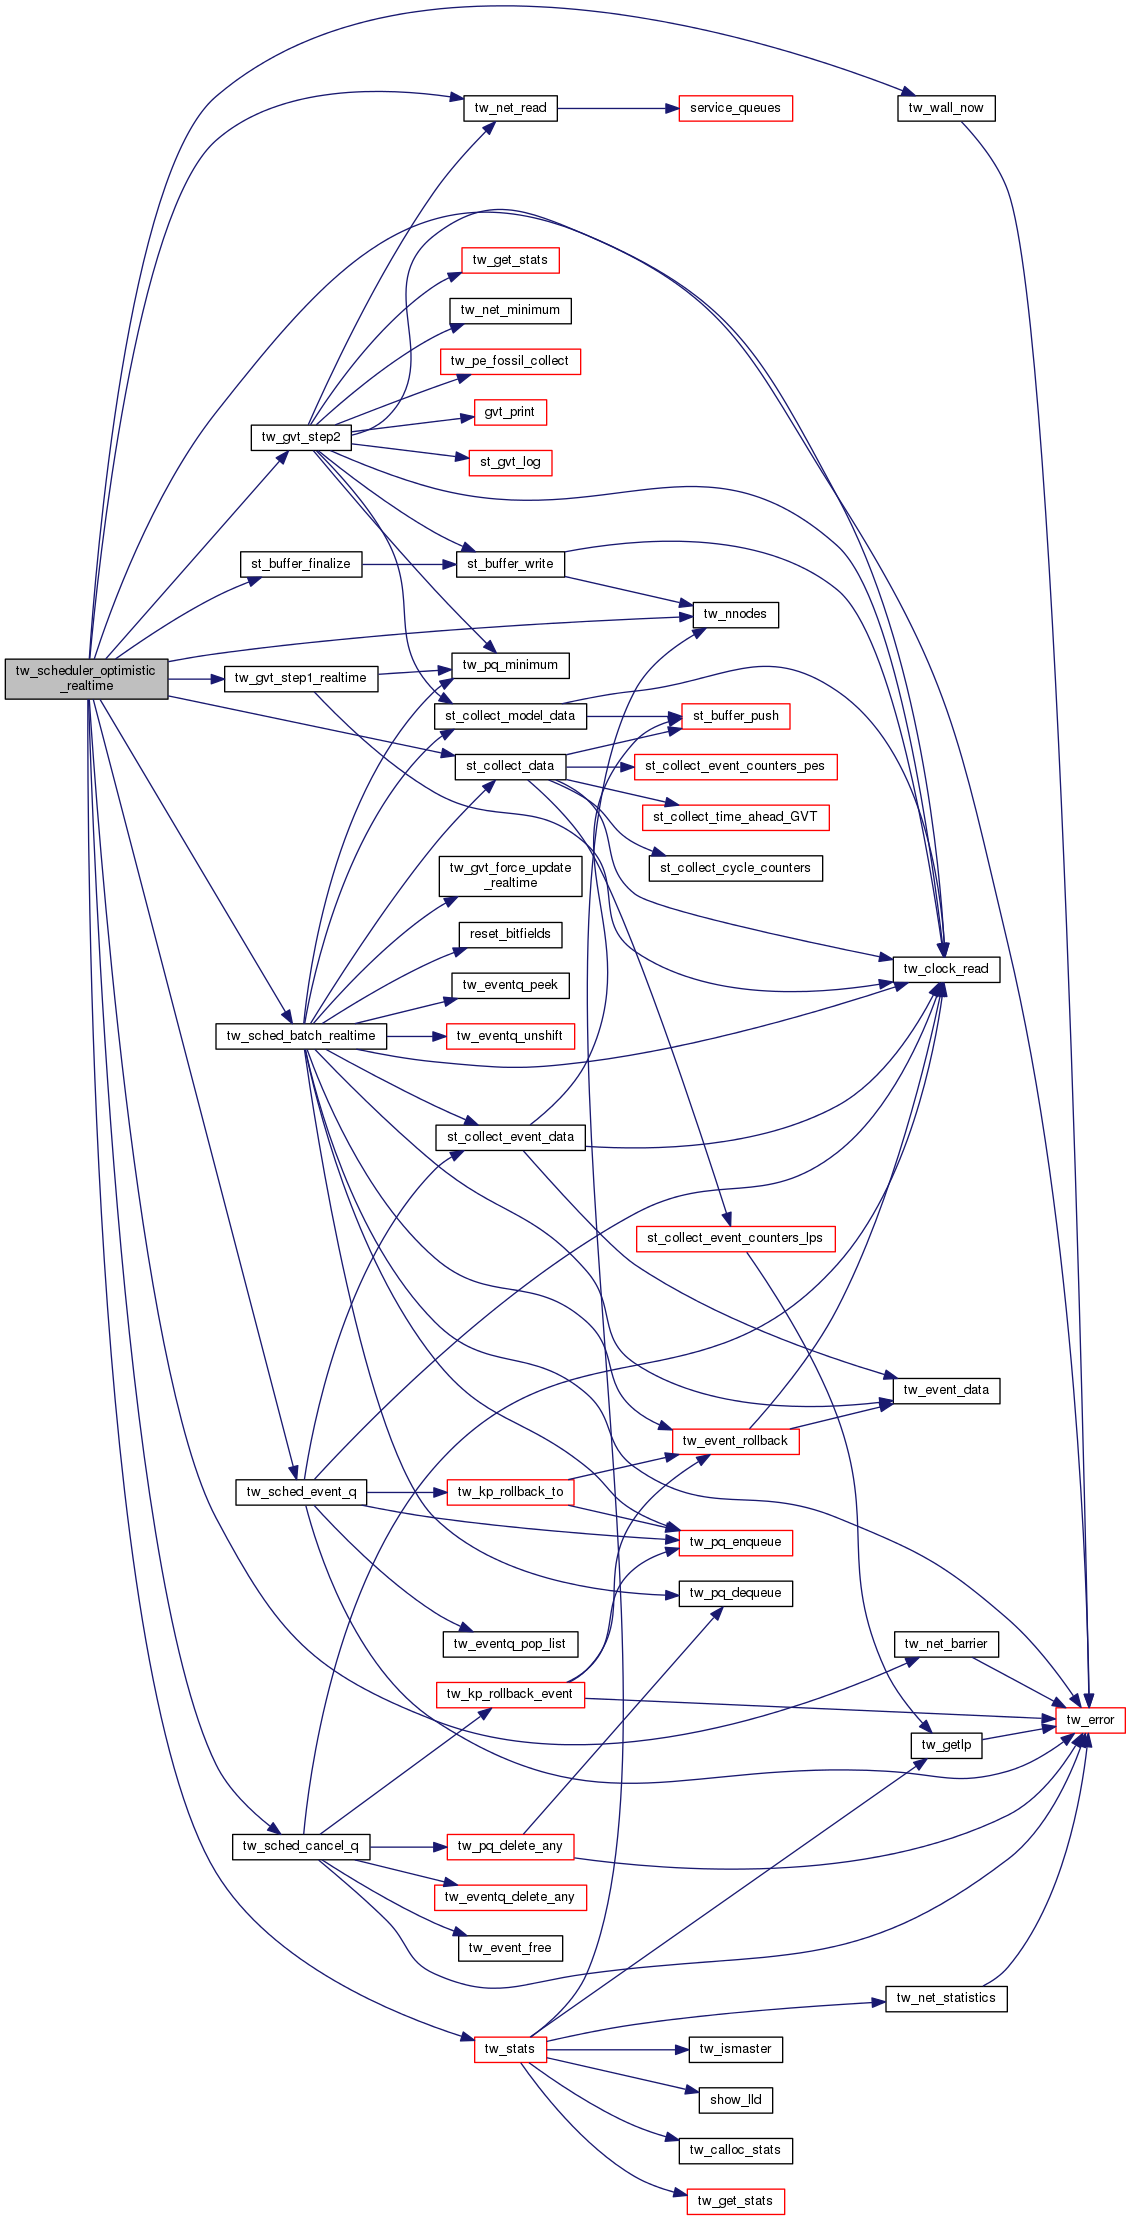 tw_net_read
service_queues
tw_wall_now
tw_get_stats
tw_net_minimum
tw_pe_fossil_collect
gvt_print
tw_gvt_step2
st_gvt_log
st_buffer_finalize
st_buffer_write
tw_nnodes
tw_scheduler_optimistic
_realtime
tw_gvt_step1_realtime
tw_pq_minimum
st_collect_model_data
st_buffer_push
st_collect_data
st_collect_event_counters_pes
st_collect_time_ahead_GVT
st_collect_cycle_counters
tw_gvt_force_update
_realtime
reset_bitfields
tw_clock_read
tw_eventq_peek
tw_sched_batch_realtime
tw_eventq_unshift
st_collect_event_data
st_collect_event_counters_lps
tw_event_data
tw_event_rollback
tw_sched_event_q
tw_kp_rollback_to
tw_pq_enqueue
tw_pq_dequeue
tw_eventq_pop_list
tw_net_barrier
tw_kp_rollback_event
tw_error
tw_getlp
tw_sched_cancel_q
tw_pq_delete_any
tw_eventq_delete_any
tw_event_free
tw_net_statistics
tw_stats
tw_ismaster
show_lld
tw_calloc_stats
tw_get_stats